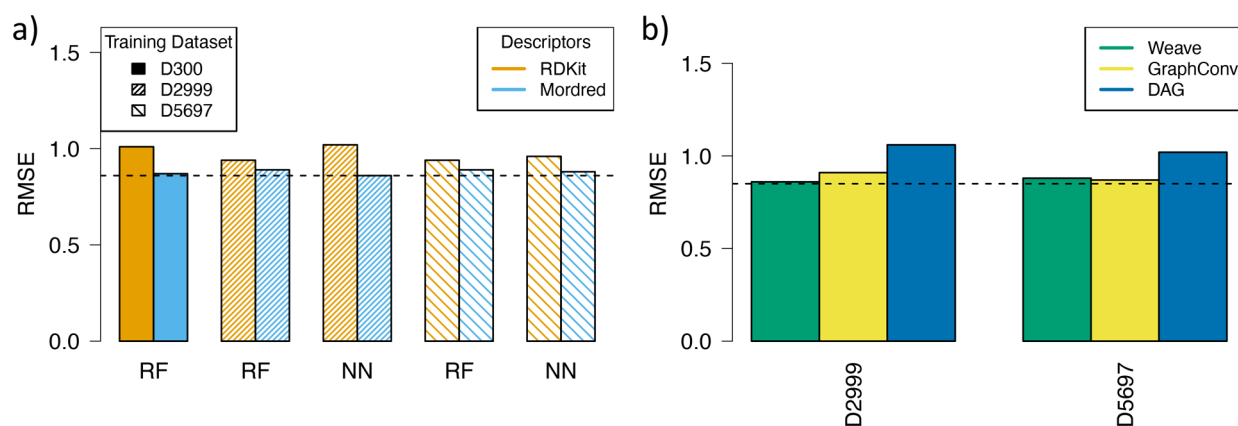 a)
Training Dataset
D300
D2999
D5697
Descriptors
RDKit
Mordred
RMSE
1.5
1.0
0.5
0.0
RF
RF
NN
RF
NN
b)
Weave
GraphConv
DAG
RMSE
1.5
1.0
0.5
0.0
D2999
D5697